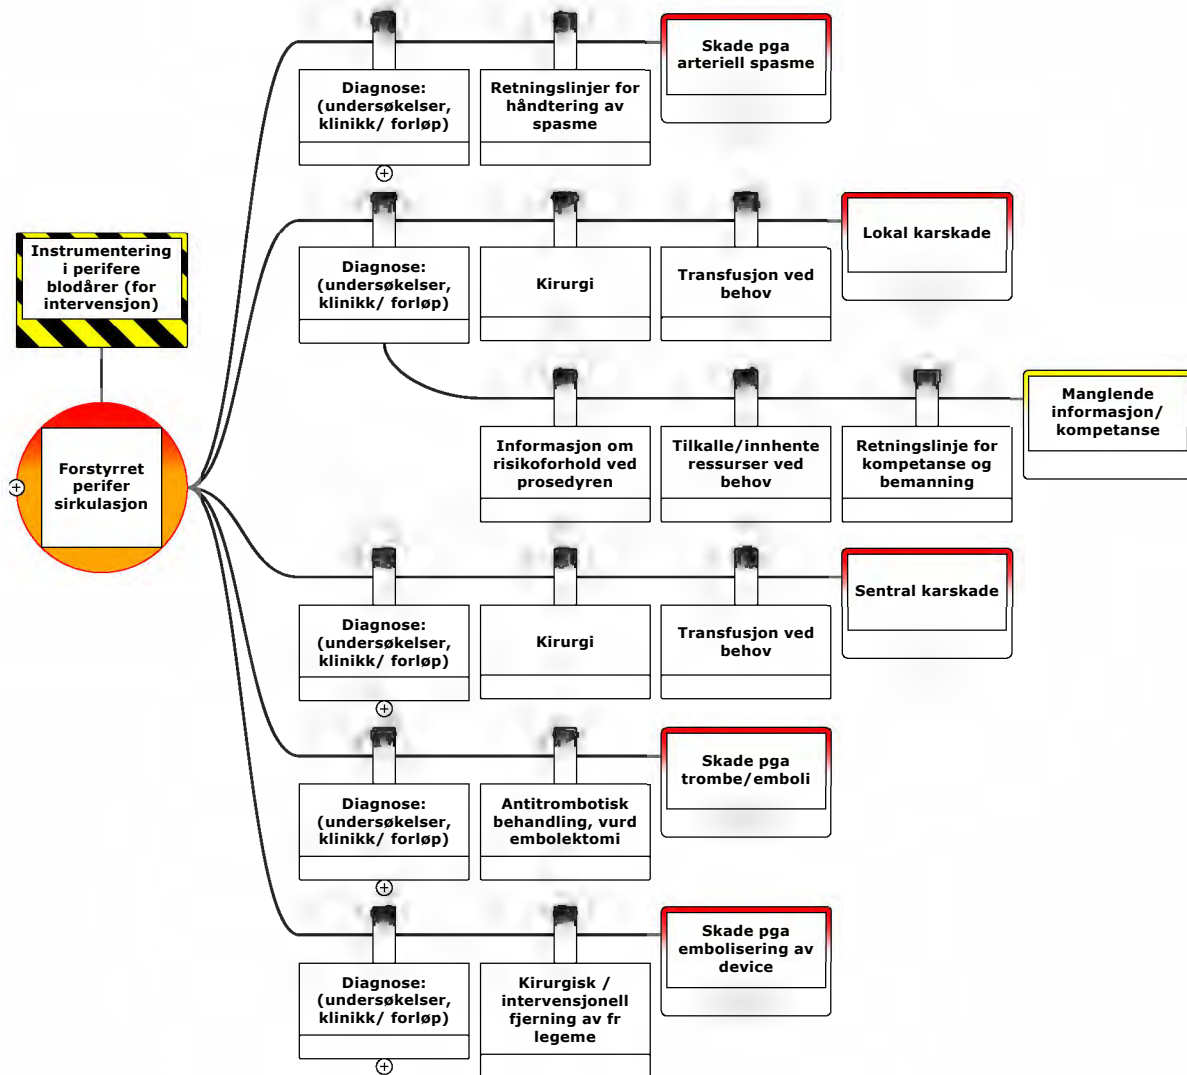 Skade pga
arteriell spasme
Diagnose:
(undersøkelser,
klinikk/ forløp)
Retningslinjer for
håndtering av
spasme
Instrumentering
i perifere
blodårer (for
intervensjon)
Lokal karskade
Diagnose:
(undersøkelser,
klinikk/ forløp)
Kirurgi
Transfusjon ved
behov
Manglende
informasjon/
kompetanse
Informasjon om
risikoforhold ved
prosedyren
Tilkalle/innhente
ressurser ved
behov
Retningslinje for
kompetanse og
bemanning
Forstyrret
perifer
sirkulasjon
Sentral karskade
Diagnose:
(undersøkelser,
klinikk/ forløp)
Kirurgi
Transfusjon ved
behov
Skade pga
trombe/emboli
Diagnose:
(undersøkelser,
klinikk/ forløp)
Antitrombotisk
behandling, vurd
embolektomi
Skade pga
embolisering av
device
Diagnose:
(undersøkelser,
klinikk/ forløp)
Kirurgisk /
intervensjonell
fjerning av fr
legeme